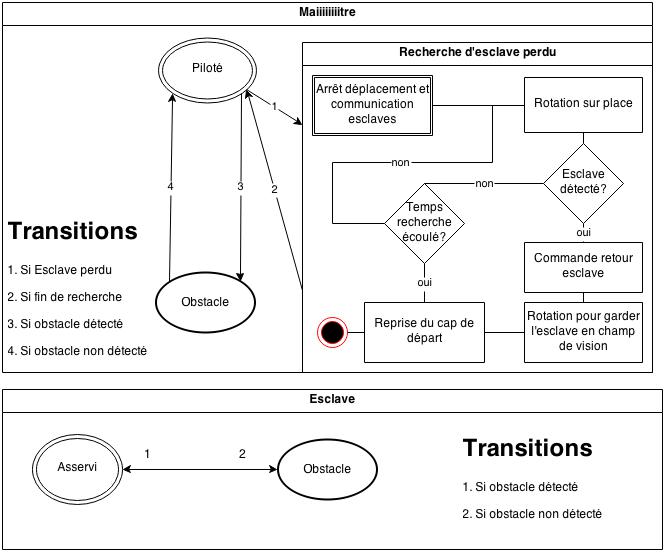 Maiiiiiiiitre
Piloté
1
4
3
2
Obstacle
Transitions
1. Si Esclave perdu
2. Si fin de recherche
3. Si obstacle détecté
4. Si obstacle non détecté
Recherche d'esclave perdu
Arrêt déplacement et
communication
esclaves
Rotation sur place
non
Esclave
détecté?
non
Temps
recherche
écoulé?
oui
Commande retour
esclave
oui
Reprise du cap de
départ
Rotation pour garder
l'esclave en champ
de vision
Esclave
Asservi
1
2
Obstacle
Transitions
1. Si obstacle détecté
2. Si obstacle non détecté